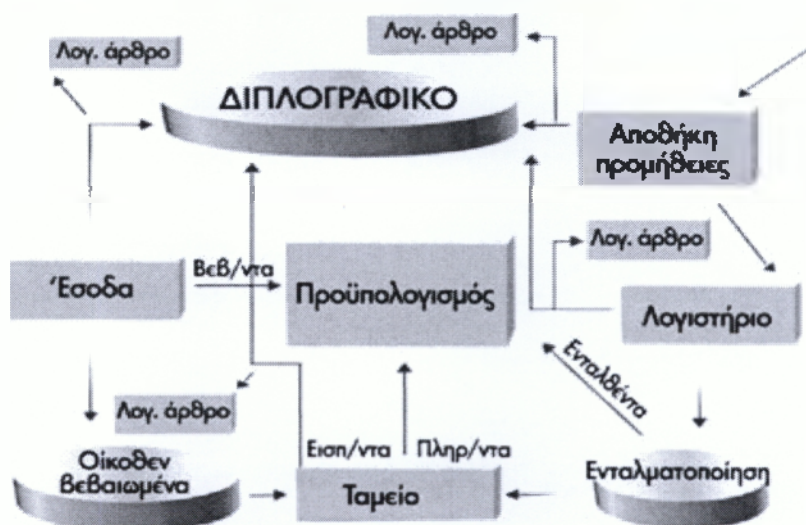 Λογ. άρθρο
Λογ. άρθρο
ΔΙΠΛΟΓΡΑΦΙΚΟ
Αποθήκη
προμήθειες
Λογ. άρθρο
Έσοδα
Βεβ/ντα
Προϋπολογισμός
Λογιστήριο
Ενταλθέντα
Λογ. άρθρο
Οίκοθεν
βεβαιωμένα
Εισπ/ντα
Πληρ/ντα
Ταμείο
Ενταλματοποίηση